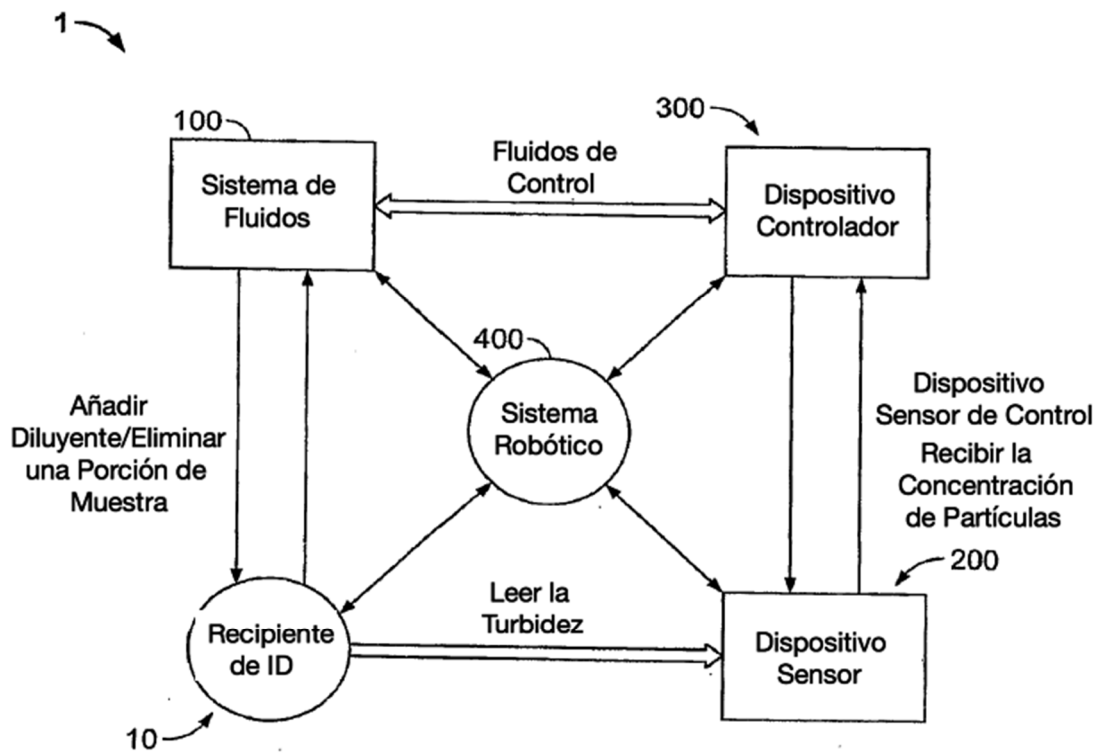 1
100
Sistema de
Fluidos
Fluidos de
Control
300
Dispositivo
Controlador
400
Sistema
Robótico
Añadir
Diluyente/Eliminar
una Porción de
Muestra
Dispositivo
Sensor de Control
Recibir la
Concentración
de Partículas
200
Leer la
Turbidez
Recipiente
de ID
Dispositivo
Sensor
10